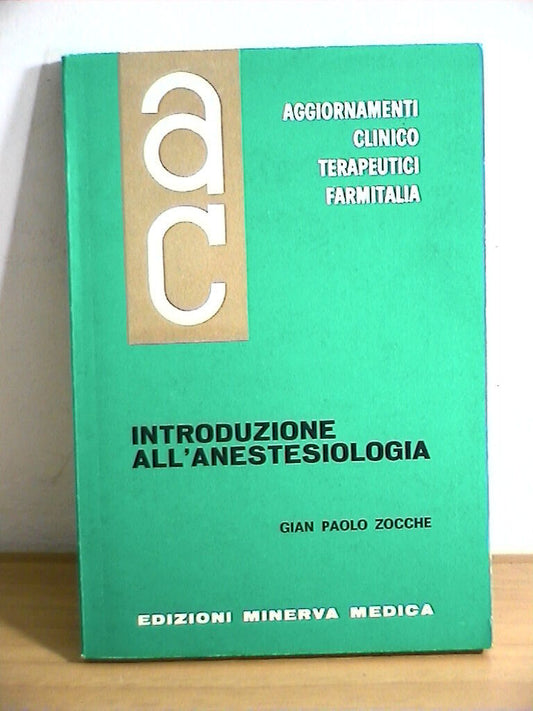 ac
AGGIORNAMENTI
CLINICO
TERAPEUTICI
FARMITALIA
INTRODUZIONE
ALL'ANESTESIOLOGIA
GIAN PAOLO ZOCCHE
EDIZIONI MINERVA MEDICA